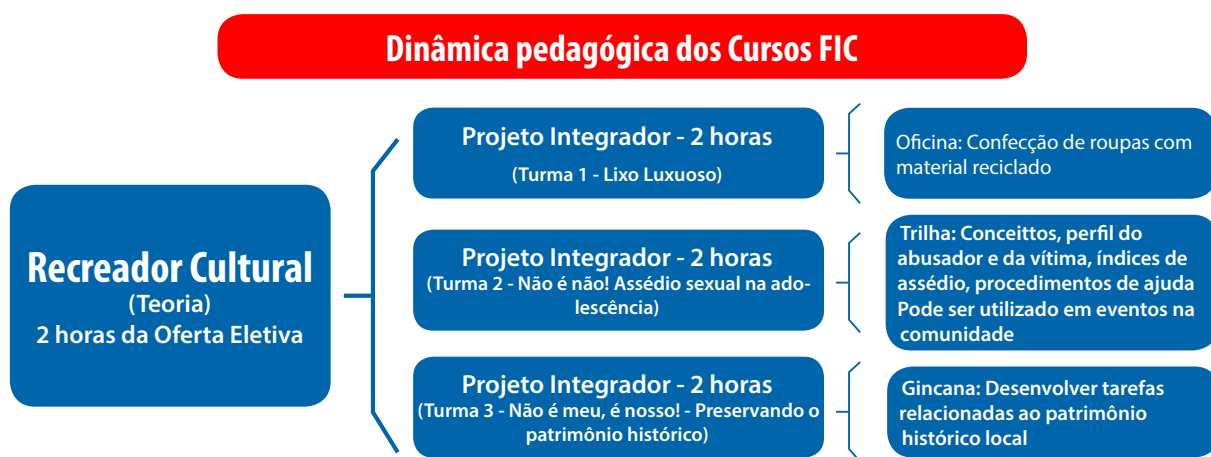 Dinâmica pedagógica dos Cursos FIC
Recreador Cultural
(Teoria)
2 horas da Oferta Eletiva
Projeto Integrador - 2 horas
(Turma 1 - Lixo Luxuoso)
Oficina: Confecção de roupas com
material reciclado
Projeto Integrador - 2 horas
(Turma 2 - Não é não! Assédio sexual na ado-
lescência)
Trilha: Conceittos, perfil do
abusador e da vítima, índices de
assédio, procedimentos de ajuda
Pode ser utilizado em eventos na
comunidade
Projeto Integrador - 2 horas
(Turma 3 - Não é meu, é nosso! - Preservando o
patrimônio histórico)
Gincana: Desenvolver tarefas
relacionadas ao patrimônio
histórico local